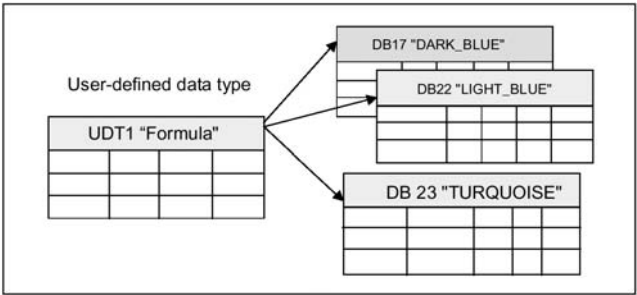 DB17 "DARK_BLUE"
User-defined data type
DB22 "LIGHT_BLUE"
UDT1 “Formula"
DB 23 "TURQUOISE"